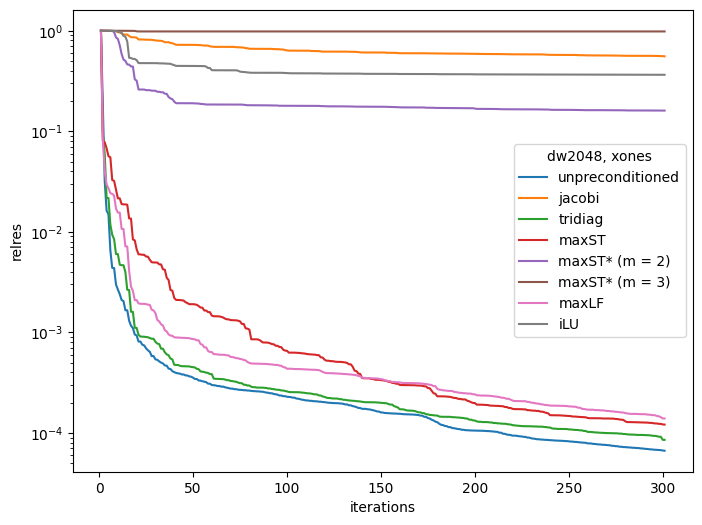 10⁰
10⁻¹
10⁻²
10⁻³
10⁻⁴
relres
dw2048, xones
unpreconditioned
jacobi
tridiag
maxST
maxST* (m = 2)
maxST* (m = 3)
maxLF
iLU
0 50 100 150 200 250 300
iterations